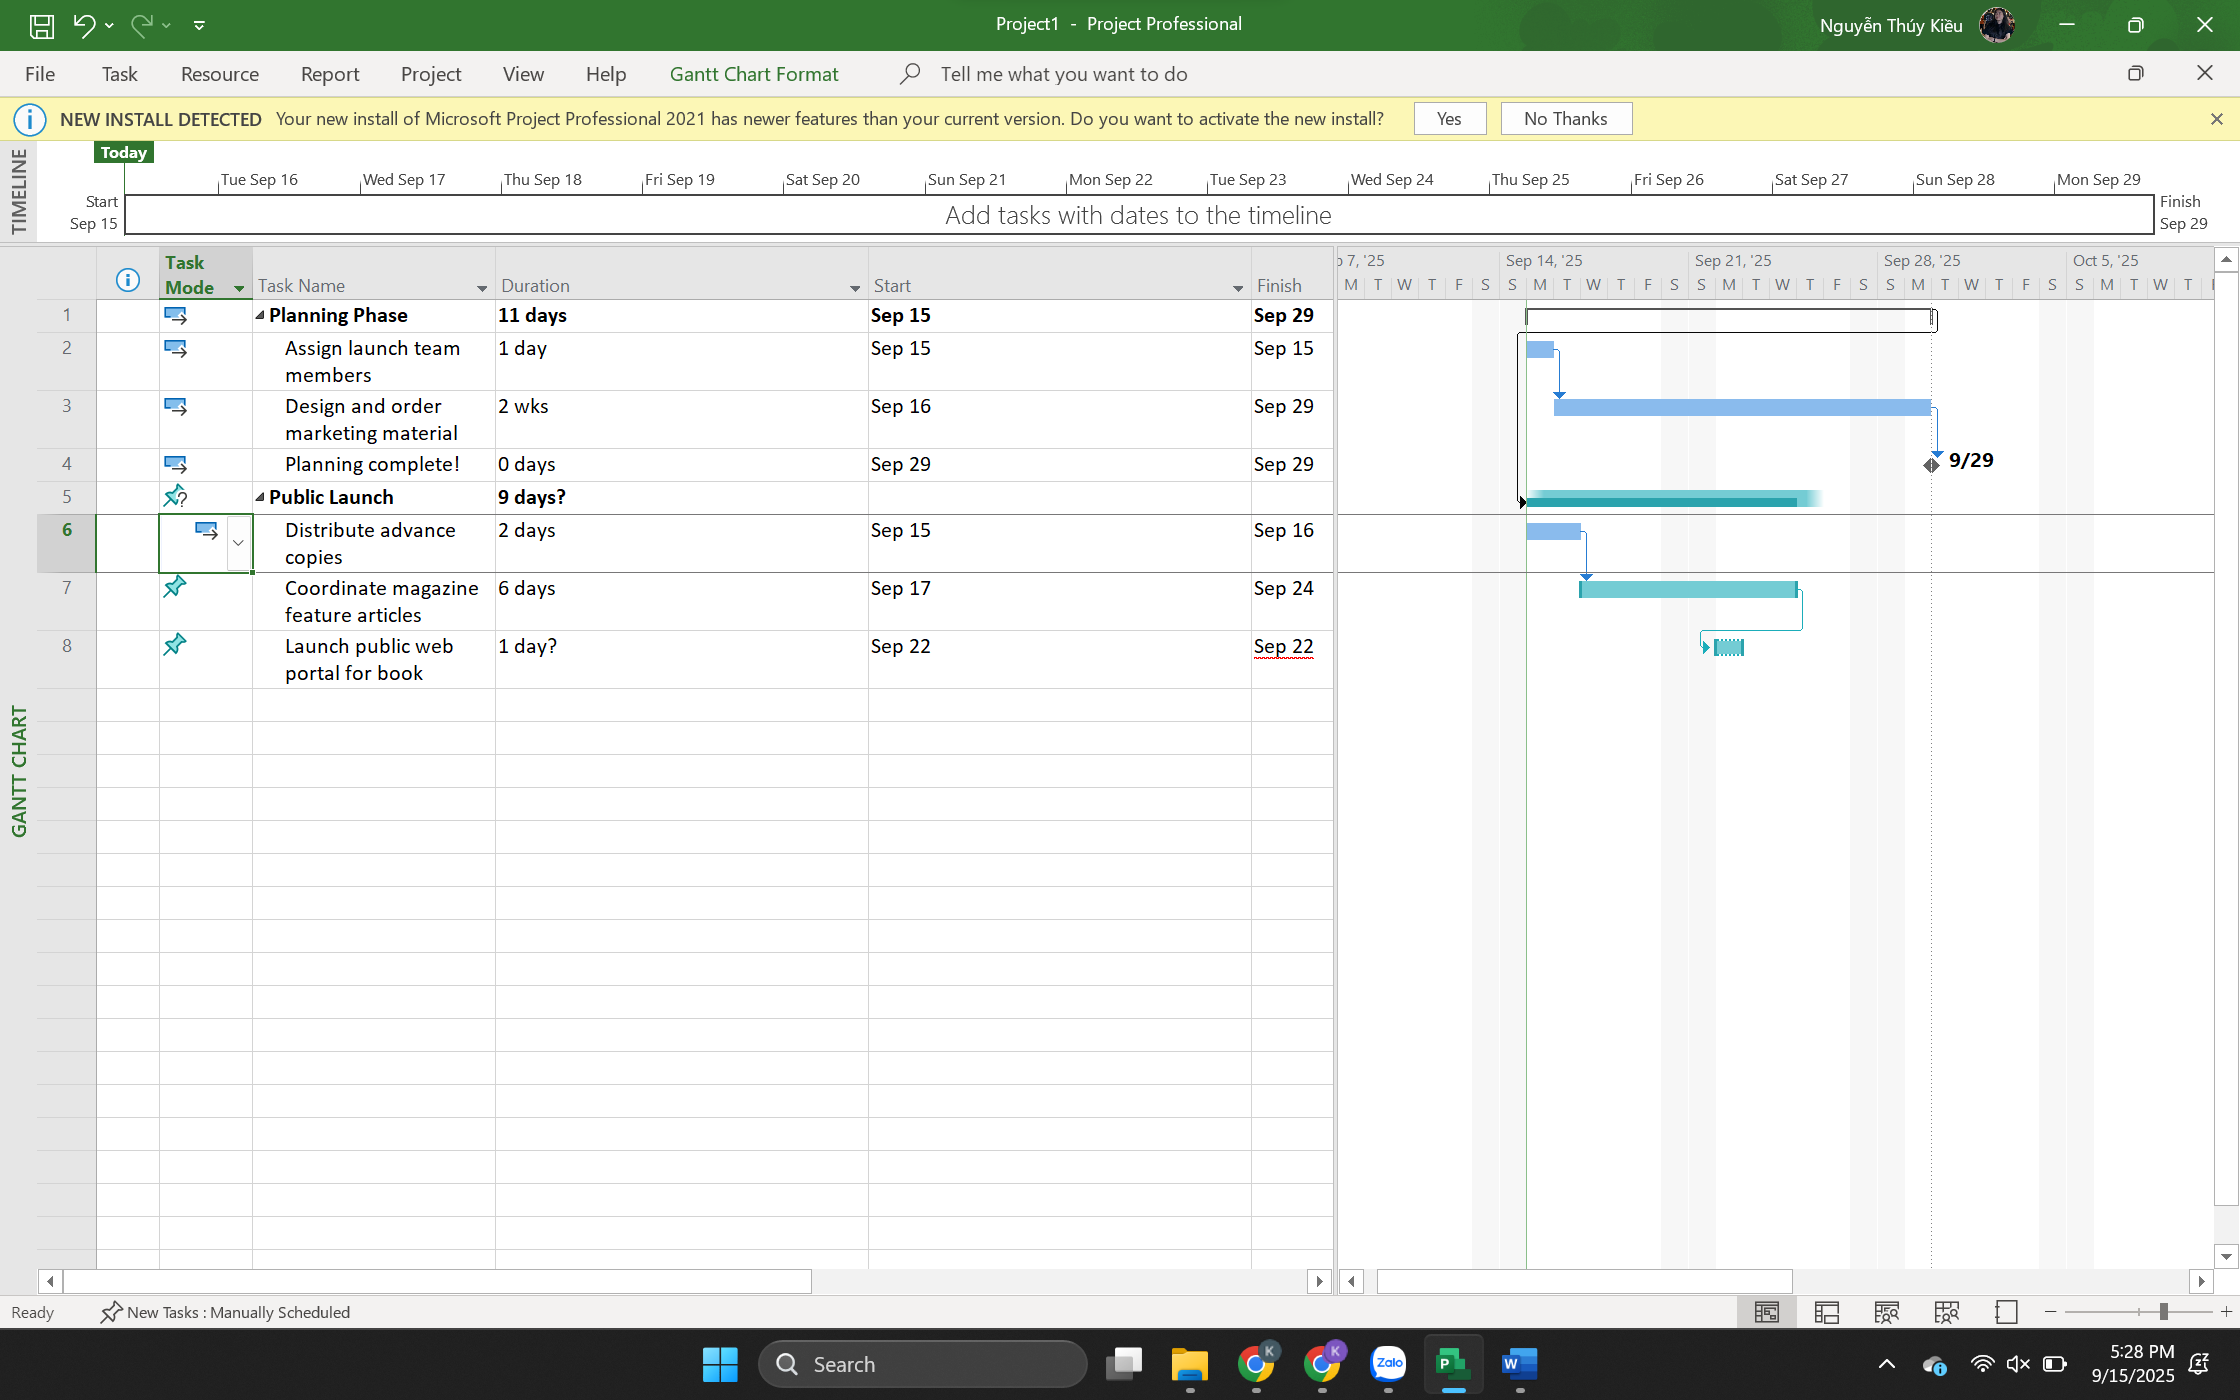 Project1 - Project Professional
Nguyễn Thúy Kiều
File Task Resource Report Project View Help Gantt Chart Format Tell me what you want to do
NEW INSTALL DETECTED Your new install of Microsoft Project Professional 2021 has newer features than your current version. Do you want to activate the new install? Yes No Thanks
TIMELINE
Today
Tue Sep 16 Wed Sep 17 Thu Sep 18 Fri Sep 19 Sat Sep 20 Sun Sep 21 Mon Sep 22 Tue Sep 23 Wed Sep 24 Thu Sep 25 Fri Sep 26 Sat Sep 27 Sun Sep 28 Mon Sep 29
Start
Sep 15
Add tasks with dates to the timeline
Finish
Sep 29
GANTT CHART
Task Mode Task Name Duration Start Finish
7, '25 Sep 14, '25 Sep 21, '25 Sep 28, '25 Oct 5, '25
M T W T F S S M T W T F S S M T W T F S S M T W T F S S M T W T
1 Planning Phase 11 days Sep 15 Sep 29
2 Assign launch team 1 day Sep 15 Sep 15
members
3 Design and order 2 wks Sep 16 Sep 29
marketing material
4 Planning complete! 0 days Sep 29 Sep 29
9/29
5 ? Public Launch 9 days?
6 Distribute advance 2 days Sep 15 Sep 16
copies
7 Coordinate magazine 6 days Sep 17 Sep 24
feature articles
8 Launch public web 1 day? Sep 22 Sep 22
portal for book
Ready New Tasks : Manually Scheduled
Search
K K Zalo P W
5:28 PM
9/15/2025